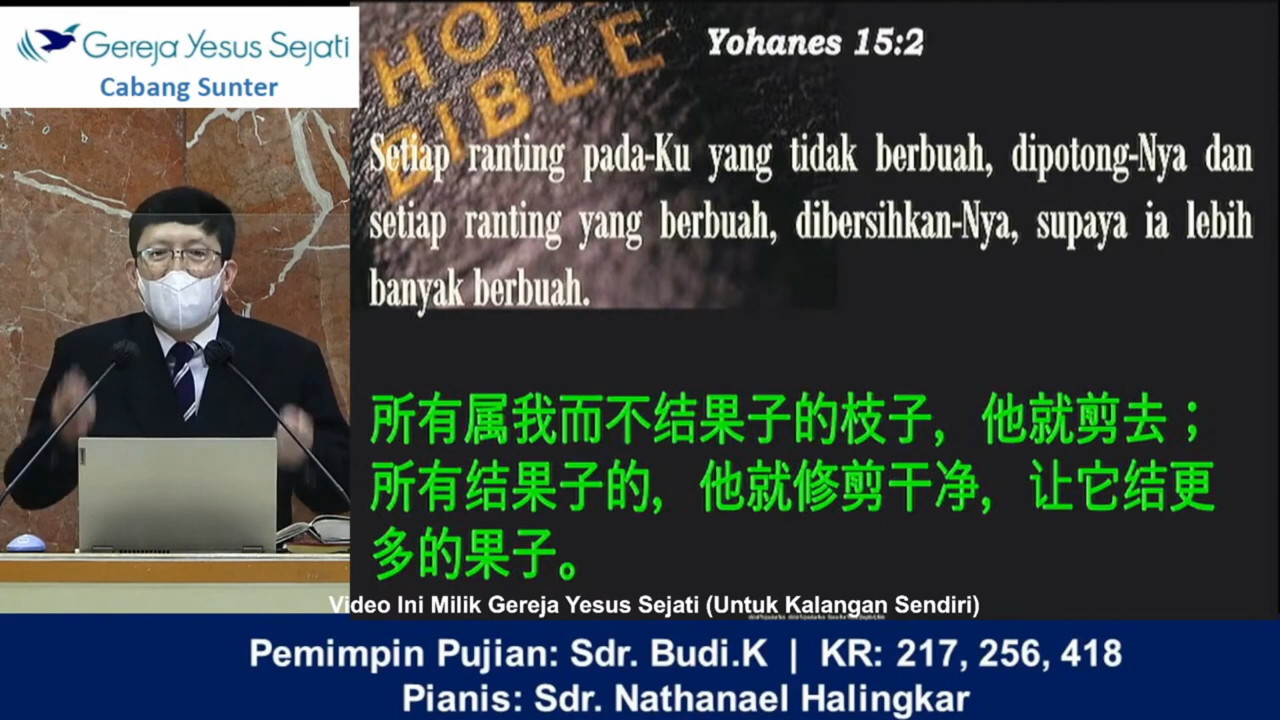 Gereja Yesus Sejati
Cabang Sunter
HOLY
BIBLE
Yohanes 15:2
Setiap ranting pada-Ku yang tidak berbuah, dipotong-Nya dan
setiap ranting yang berbuah, dibersihkan-Nya, supaya ia lebih
banyak berbuah.
所有属我而不结果子的枝子，他就剪去；
所有结果子的，他就修剪干净，让它结更
多的果子。
Video Ini Milik Gereja Yesus Sejati (Untuk Kalangan Sendiri)
Pemimpin Pujian: Sdr. Budi.K | KR: 217, 256, 418
Pianis: Sdr. Nathanael Halingkar